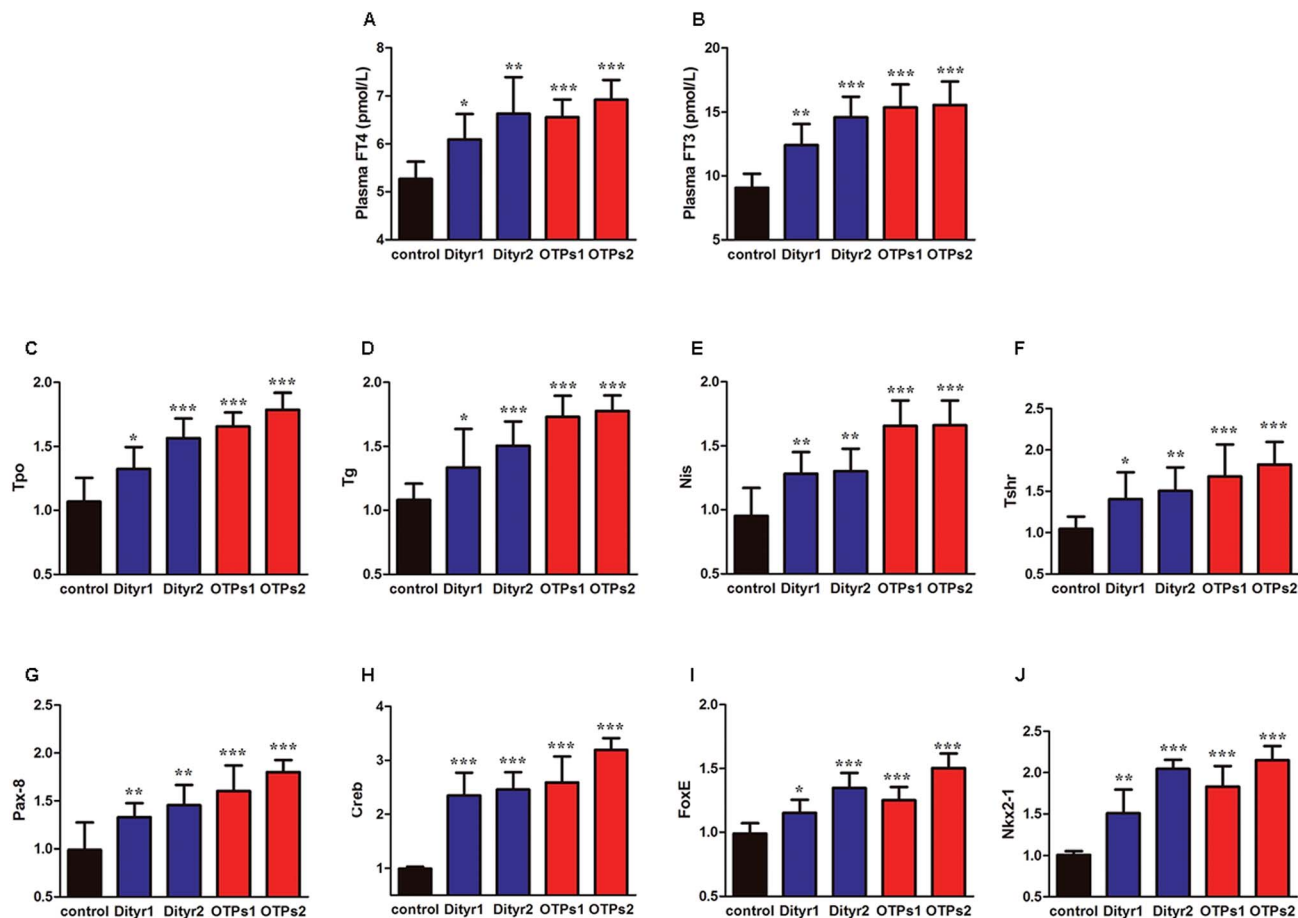 A
B
Plasma FT4 (pmol/L)
8
7
6
5
4
* ** *** ***
control Dityr1 Dityr2 OTPs1 OTPs2
Plasma FT3 (pmol/L)
20
15
10
5
** *** *** ***
control Dityr1 Dityr2 OTPs1 OTPs2
C
D
E
F
Tpo
2.0
1.5
1.0
0.5
* *** *** ***
control Dityr1 Dityr2 OTPs1 OTPs2
Tg
2.0
1.5
1.0
0.5
* *** *** ***
control Dityr1 Dityr2 OTPs1 OTPs2
Nis
2.0
1.5
1.0
0.5
** ** *** ***
control Dityr1 Dityr2 OTPs1 OTPs2
Tshr
2.5
2.0
1.5
1.0
0.5
* ** *** ***
control Dityr1 Dityr2 OTPs1 OTPs2
G
H
I
J
Pax-8
2.5
2.0
1.5
1.0
0.5
** ** *** ***
control Dityr1 Dityr2 OTPs1 OTPs2
Creb
4
3
2
1
*** *** *** ***
control Dityr1 Dityr2 OTPs1 OTPs2
FoxE
2.0
1.5
1.0
0.5
* *** *** ***
control Dityr1 Dityr2 OTPs1 OTPs2
Nkx2-1
2.5
2.0
1.5
1.0
0.5
** *** *** ***
control Dityr1 Dityr2 OTPs1 OTPs2